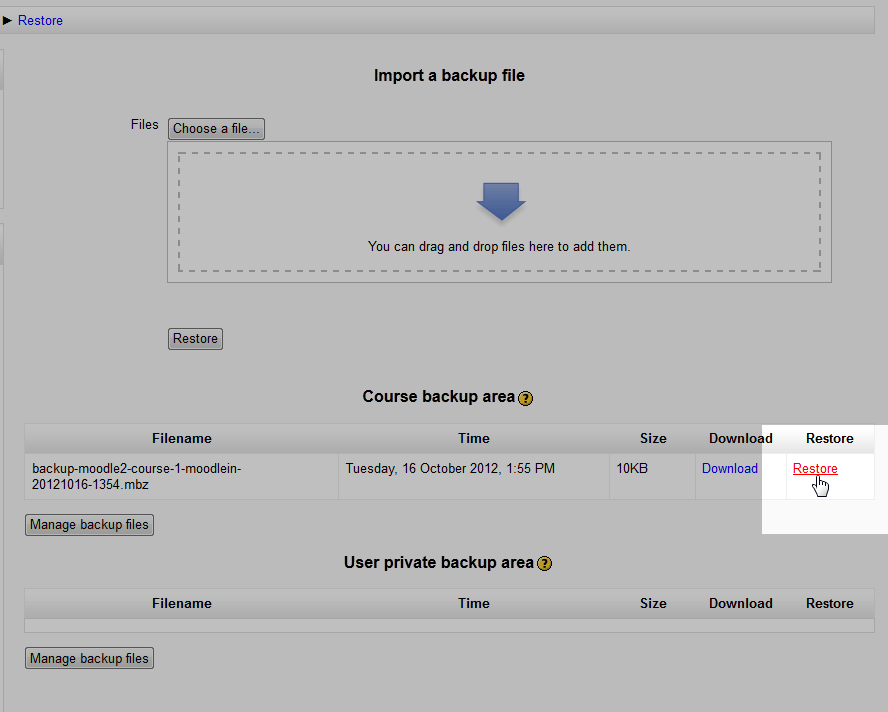 ► Restore
Import a backup file
Files
Choose a file...
You can drag and drop files here to add them.
Restore
Course backup area ?
Filename Time Size Download Restore
backup-moodle2-course-1-moodlein- Tuesday, 16 October 2012, 1:55 PM 10KB Download Restore
20121016-1354.mbz
Manage backup files
User private backup area ?
Filename Time Size Download Restore
Manage backup files